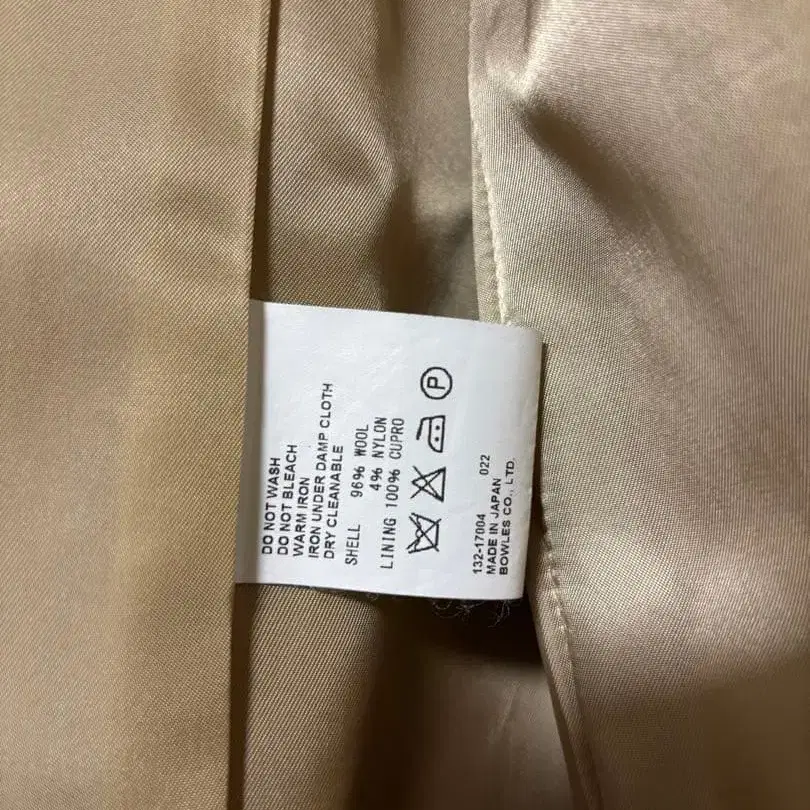 DO NOT WASH
DO NOT BLEACH
WARM IRON
IRON UNDER DAMP CLOTH
DRY CLEANABLE
SHELL 96% WOOL
4% NYLON
LINING 100% CUPRO
P
132-17004 022
MADE IN JAPAN
BOWLES CO., LTD.